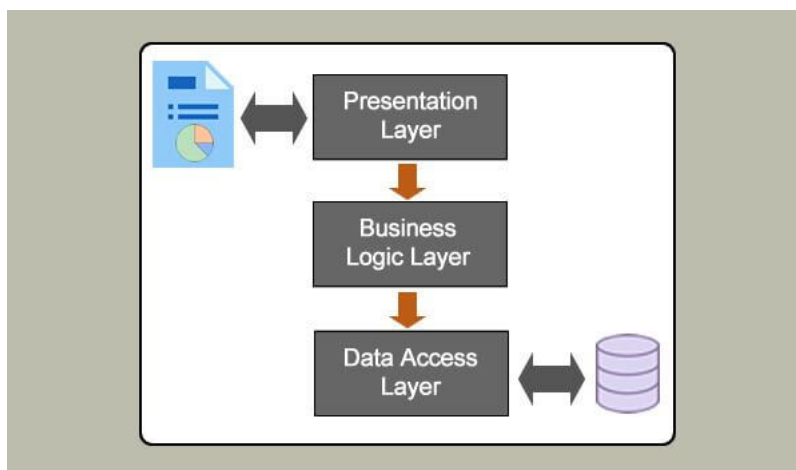 Presentation
Layer
Business
Logic Layer
Data Access
Layer